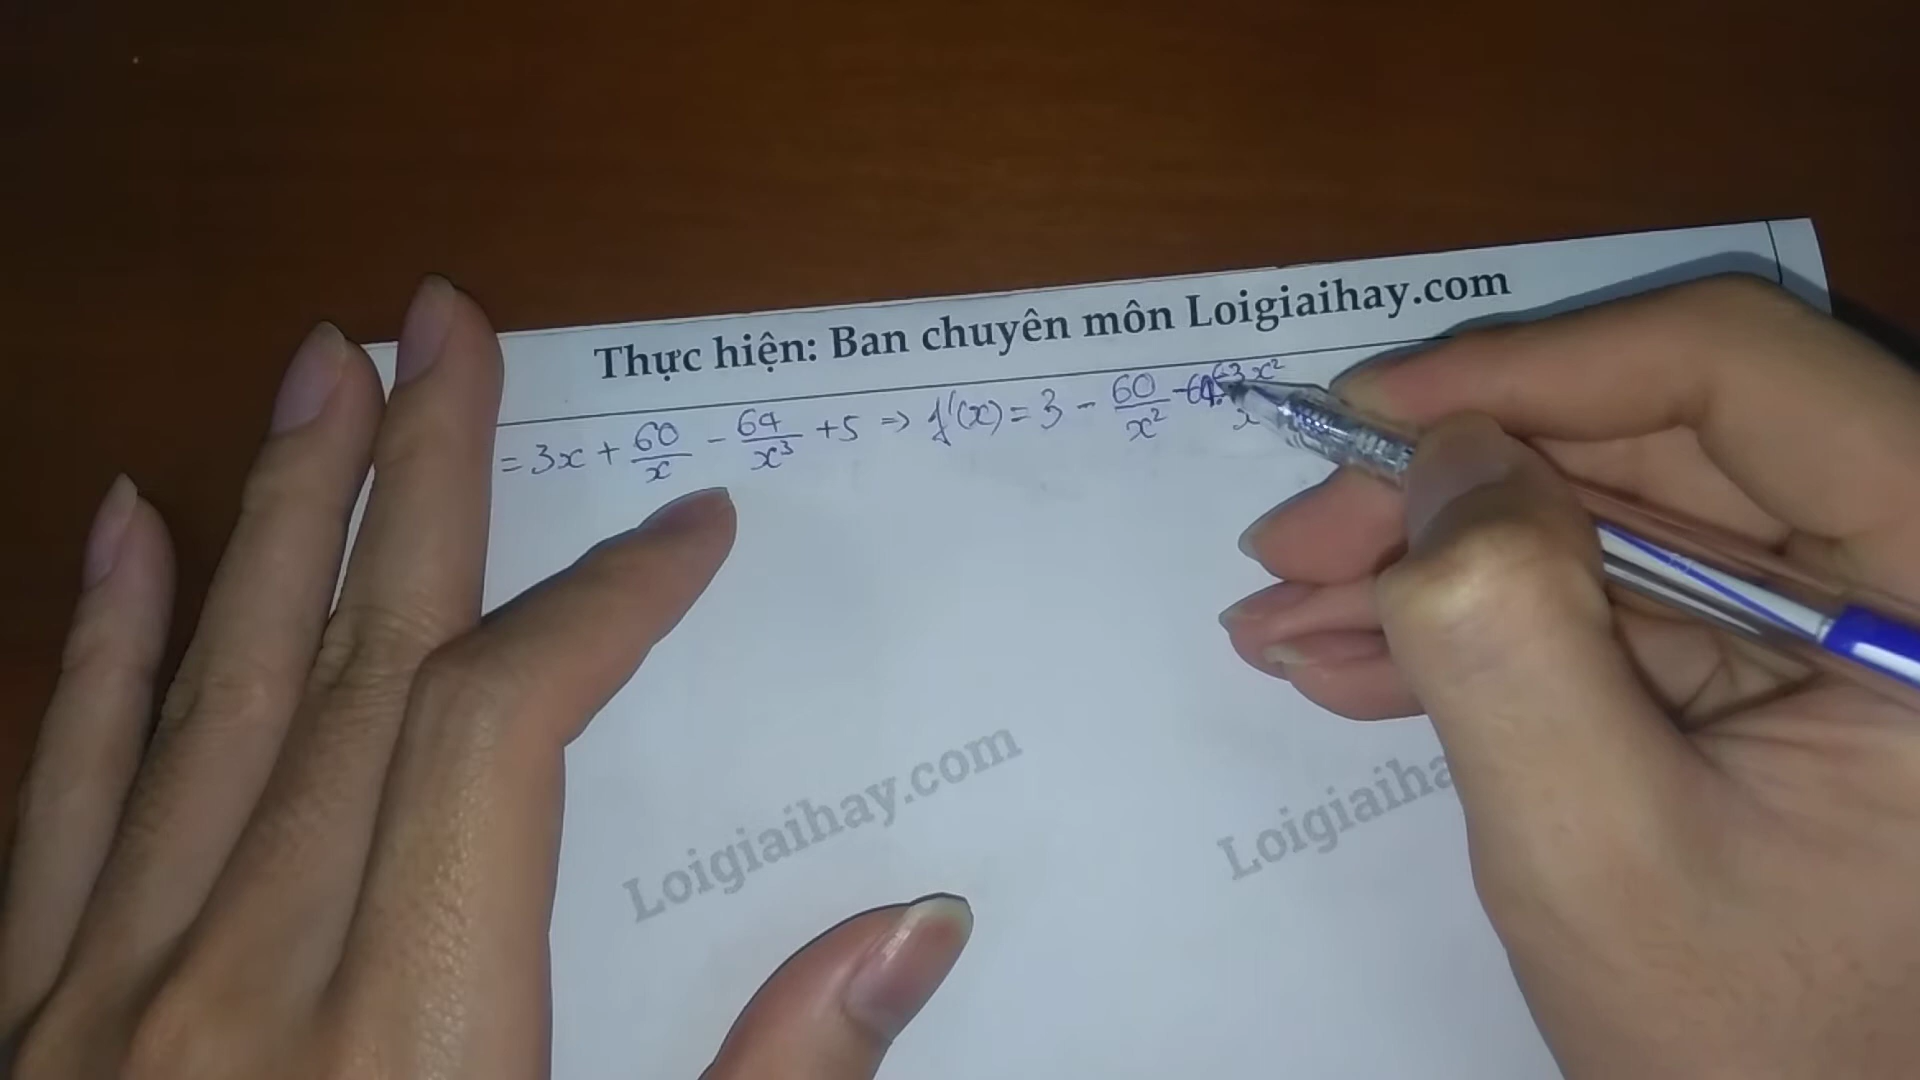 Thực hiện: Ban chuyên môn Loigiaihay.com
= 3x + 60/x - 64/x³ + 5 => f'(x) = 3 - 60/x² - 64.
Loigiaihay.com
Loigiaiha